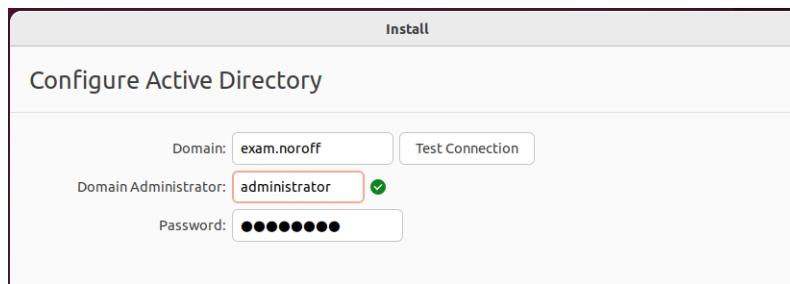 Install
Configure Active Directory
Domain: exam.noroff Test Connection
Domain Administrator: administrator
Password: ●●●●●●●●